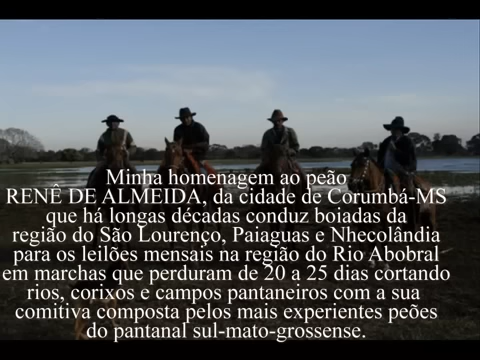 Minha homenagem ao peão
RENÊ DE ALMEIDA, da cidade de Corumbá-MS
que há longas décadas conduz boiadas da
região do São Lourenço, Paiaguas e Nhecolândia
para os leilões mensais na região do Rio Abobral
em marchas que perduram de 20 a 25 dias cortando
rios, corixos e campos pantaneiros com a sua
comitiva composta pelos mais experientes peões
do pantanal sul-mato-grossense.